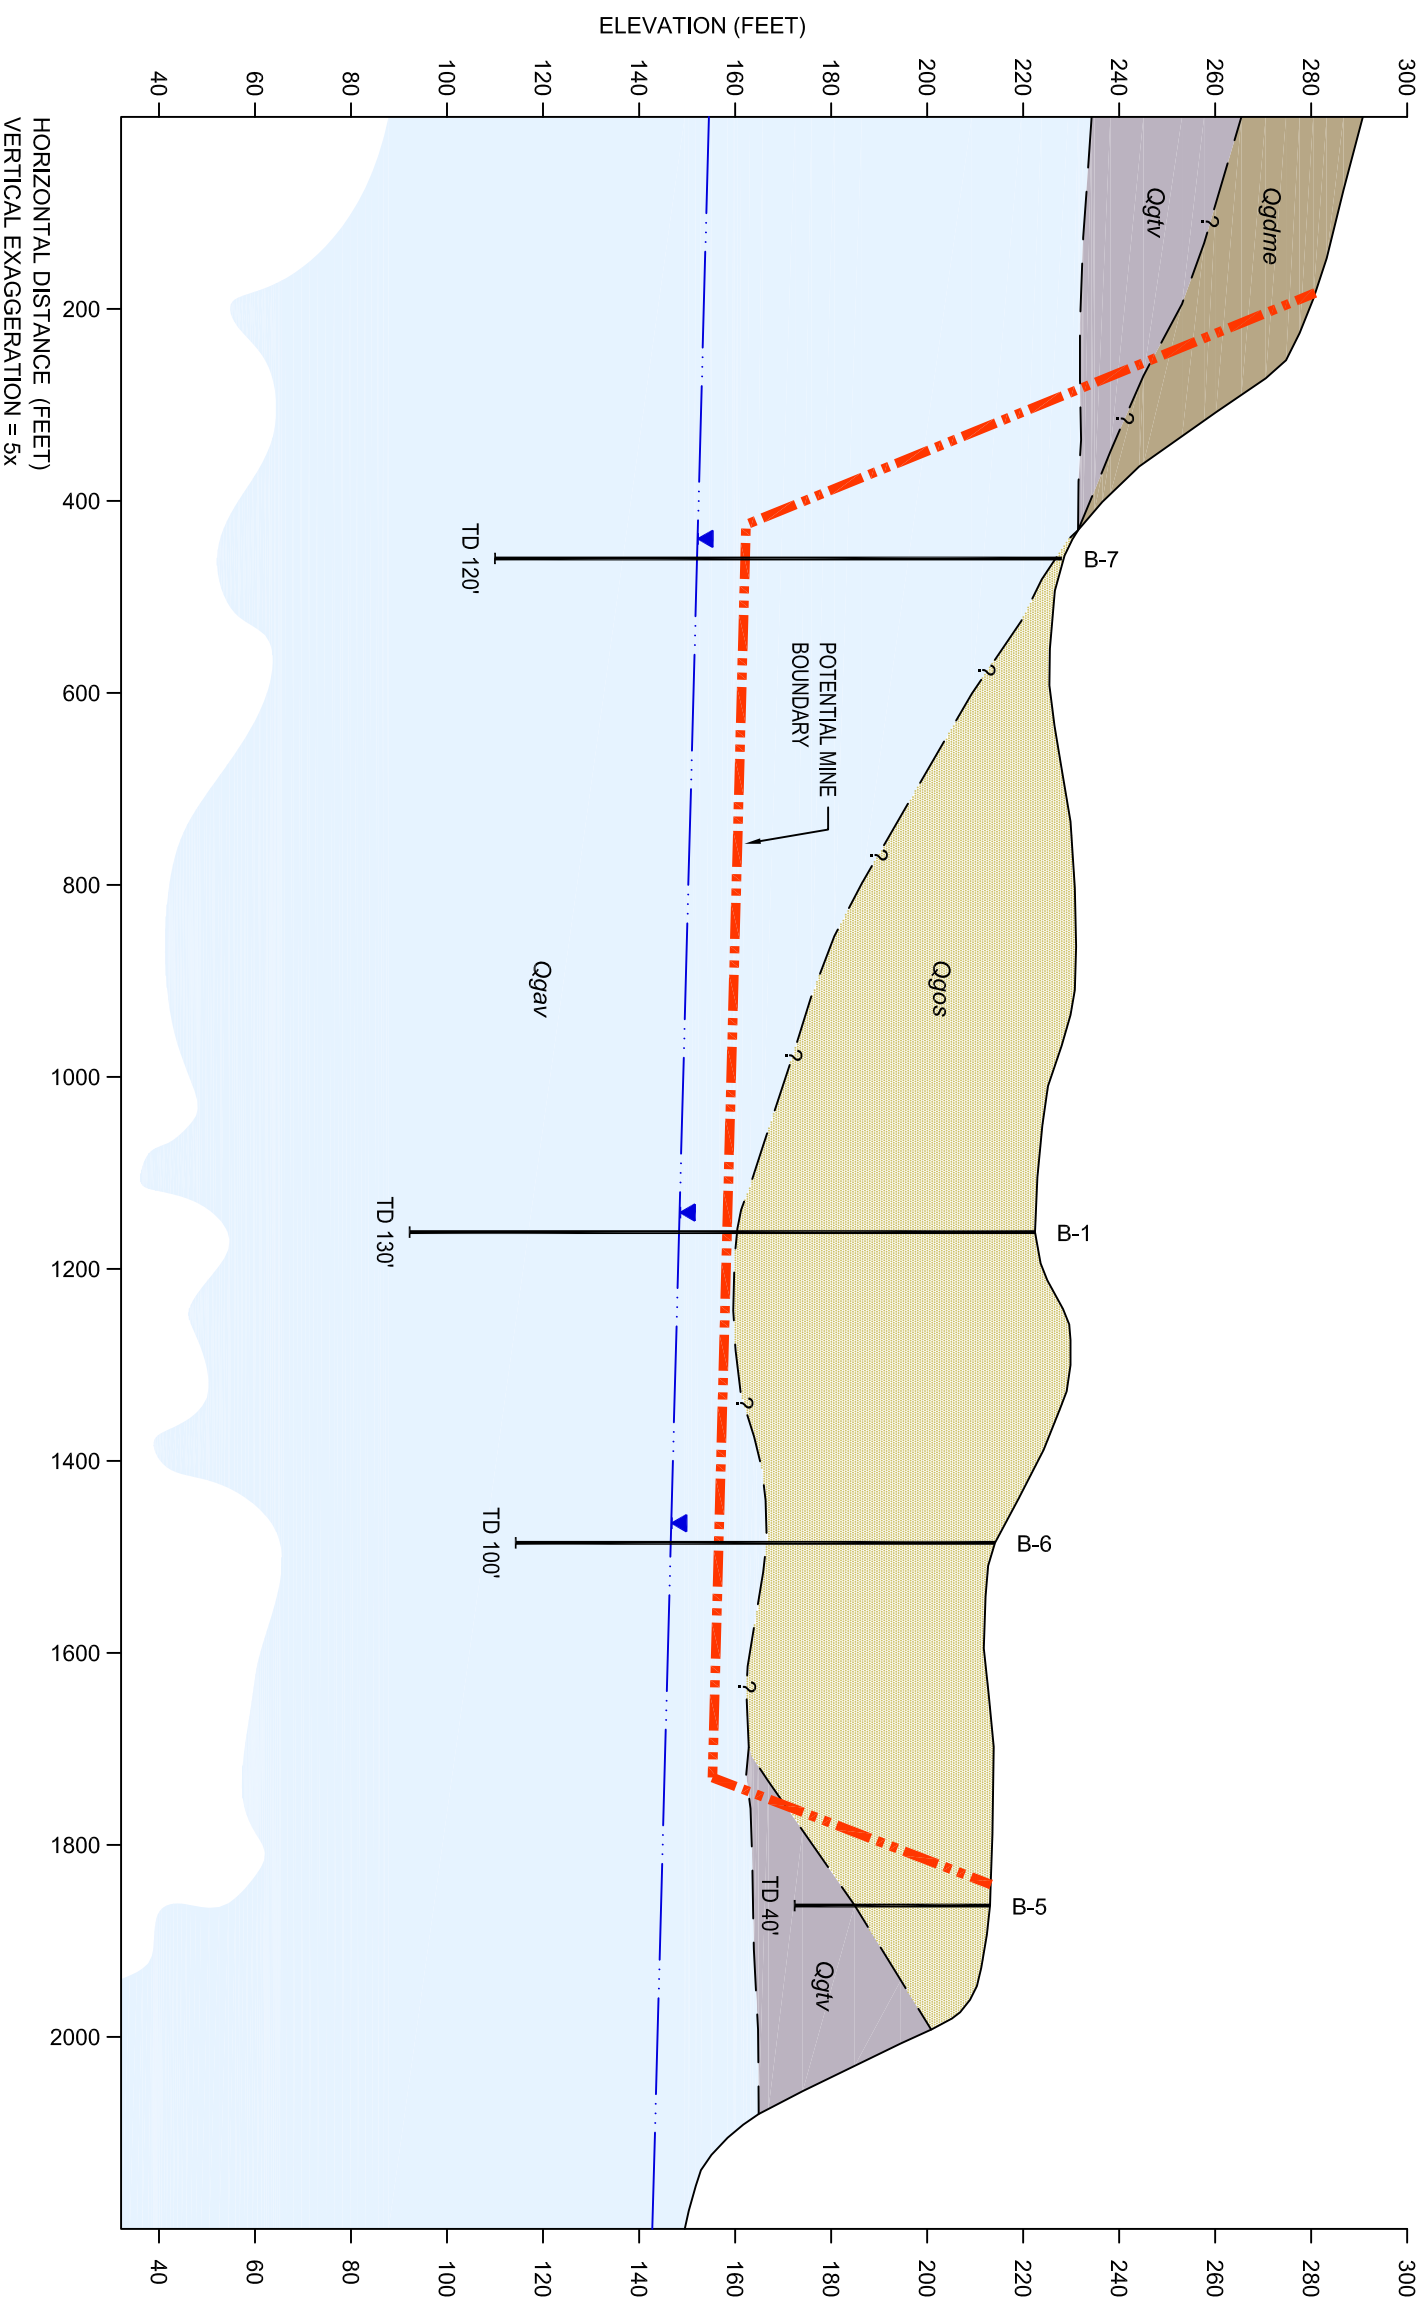 ELEVATION (FEET)
300
280
260
240
220
200
180
160
140
120
100
80
60
40
300
280
260
240
220
200
180
160
140
120
100
80
60
40
Qgdme
?
?
Qgtv
B-7
TD 120'
?
?
?
?
?
POTENTIAL MINE
BOUNDARY
Qgos
Qgav
B-1
TD 130'
B-6
TD 100'
B-5
TD 40'
Qgtv
200
400
600
800
1000
1200
1400
1600
1800
2000
HORIZONTAL DISTANCE (FEET)
VERTICAL EXAGGERATION = 5x